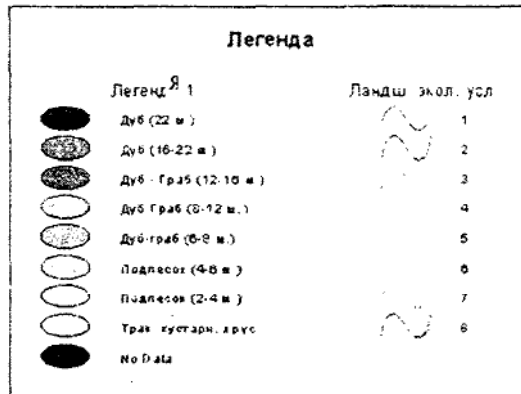 Легенда
Легенд Я 1
Дуб (22 м.)
Дуб (16-22 м.)
Дуб - Граб (12-16 м.)
Дуб Граб (8-12 м.)
Дуб-граб (6-8 м.)
Подлесок (4-6 м.)
Подлесок (2-4 м.)
Трав. кустарн. ярус
No Data
Ландш. экол. усл
1
2
3
4
5
6
7
8